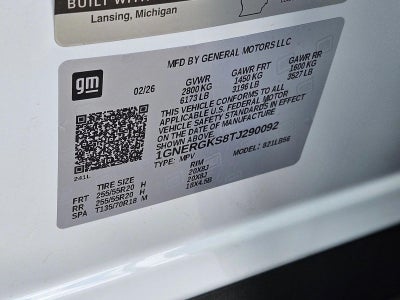 BUILT WITH
Lansing, Michigan
gm
MFD BY GENERAL MOTORS LLC
02/26
GVWR GAWR FRT GAWR RR
2800 KG 1450 KG 1600 KG
6173 LB 3196 LB 3527 LB
THIS VEHICLE CONFORMS TO ALL
APPLICABLE U.S. FEDERAL MOTOR
VEHICLE SAFETY STANDARDS IN EFFECT ON THE DATE OF MANUFACTURE
SHOWN ABOVE.
1GNERGKS8TJ290092
TYPE: MPV MODEL: 821LB56
241L
TIRE SIZE RIM
FRT 255/55R20 H 20X8J
RR 255/55R20 H 20X8J
SPA T135/70R18 M 18X4.5B